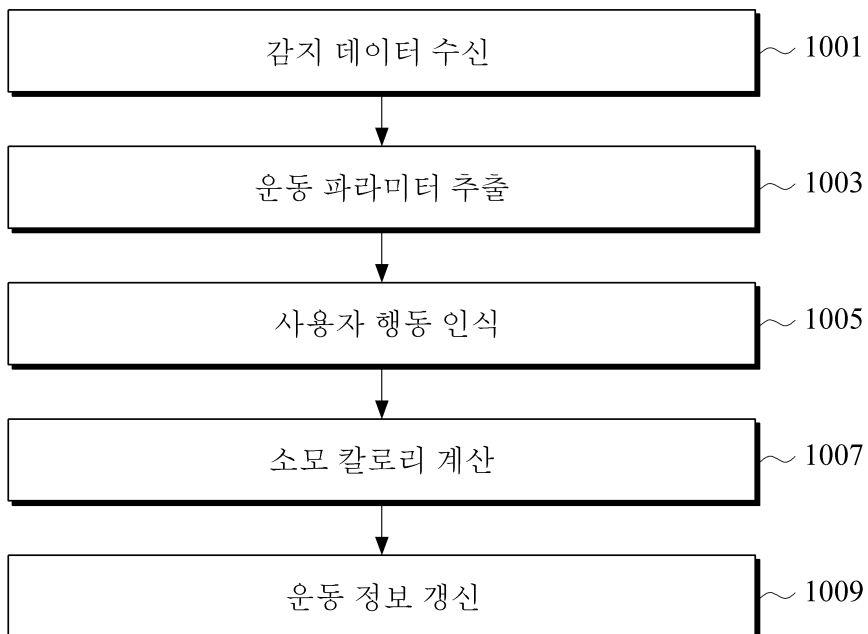 감지 데이터 수신 1001
운동 파라미터 추출 1003
사용자 행동 인식 1005
소모 칼로리 계산 1007
운동 정보 갱신 1009